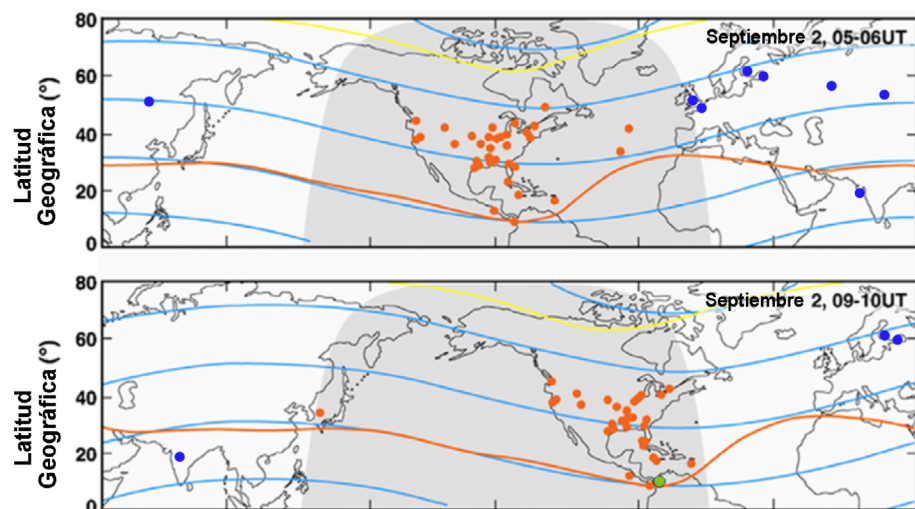 Septiembre 2, 05-06UT
Latitud
Geográfica (°)
80
60
40
20
0
Septiembre 2, 09-10UT
Latitud
Geográfica (°)
80
60
40
20
0